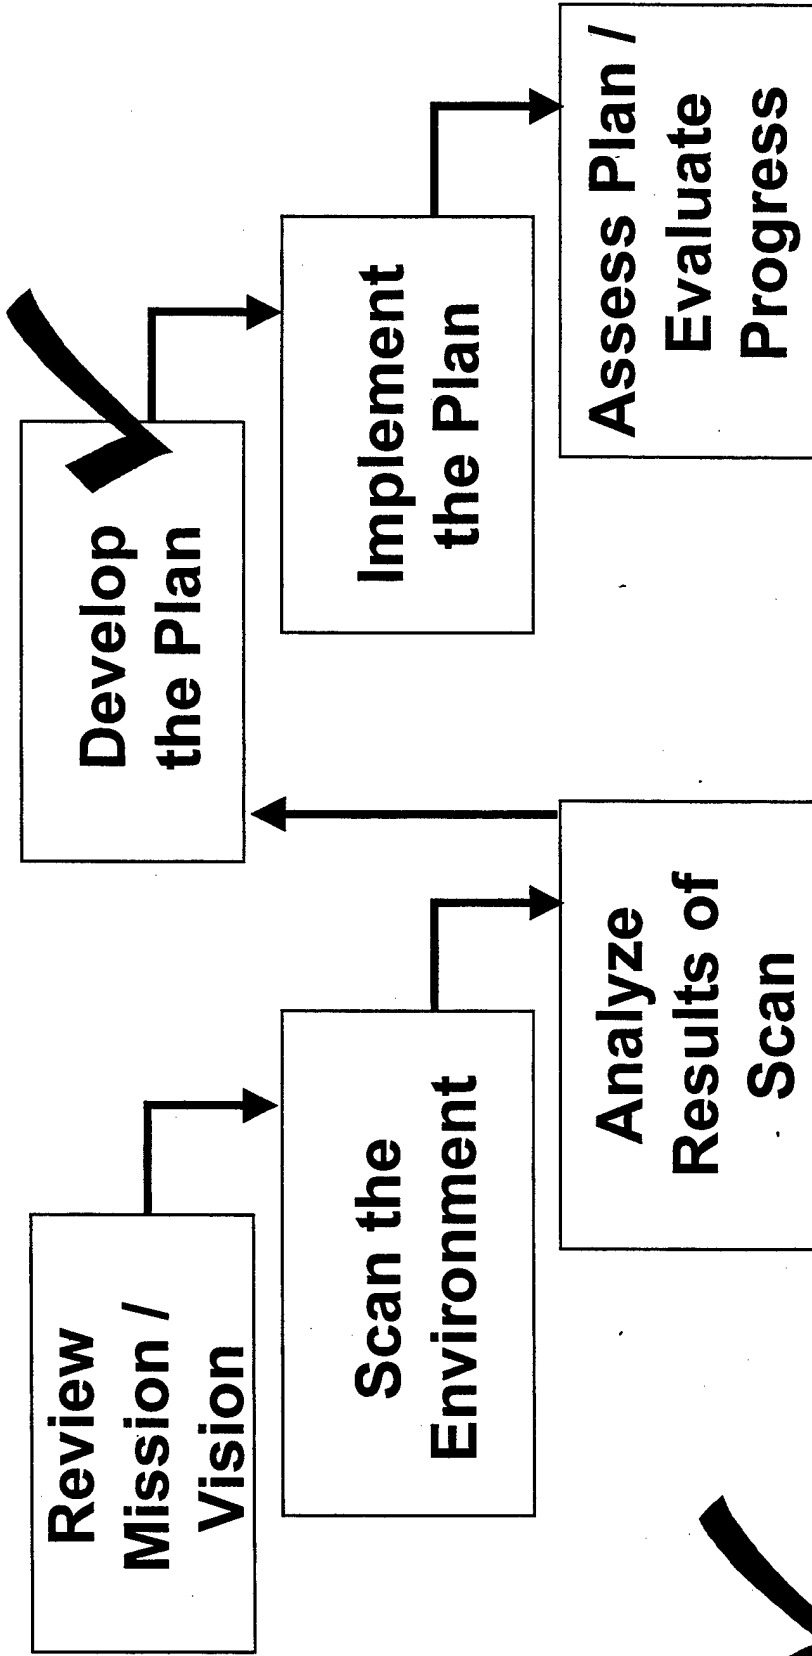 Review
Mission /
Vision
Scan the
Environment
Analyze
Results of
Scan
Develop
the Plan
Implement
the Plan
Assess Plan /
Evaluate
Progress